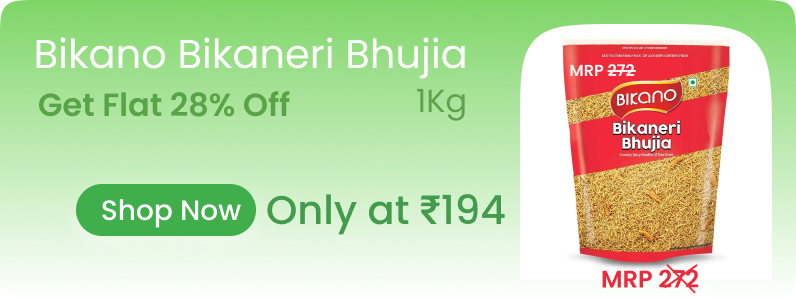 Bikano Bikaneri Bhujia
Get Flat 28% Off
1Kg
Shop Now
Only at ₹194
MRP 272
BIKANO
Bikaneri
Bhujia
MRP 272